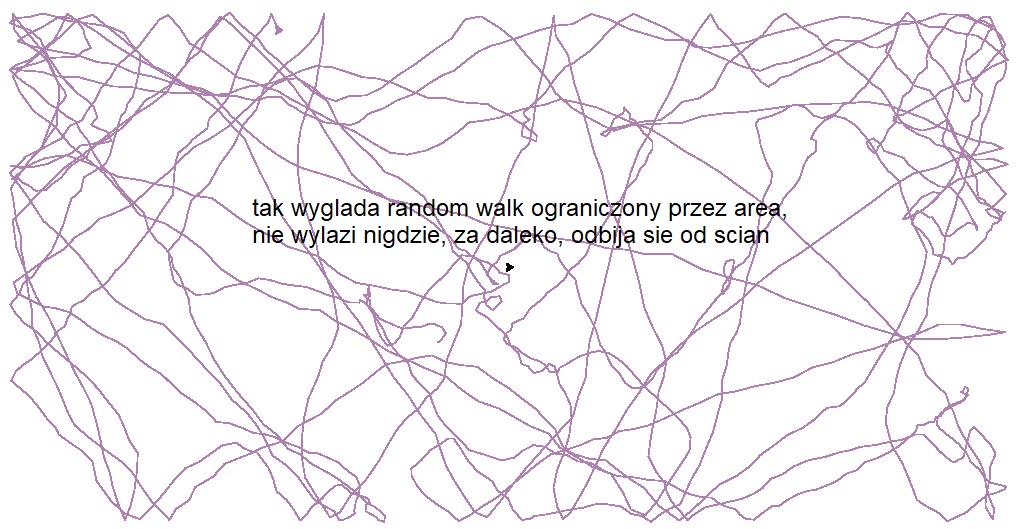 tak wyglada random walk ograniczony przez area,
nie wylazi nigdzie, za daleko, odbija sie od scian